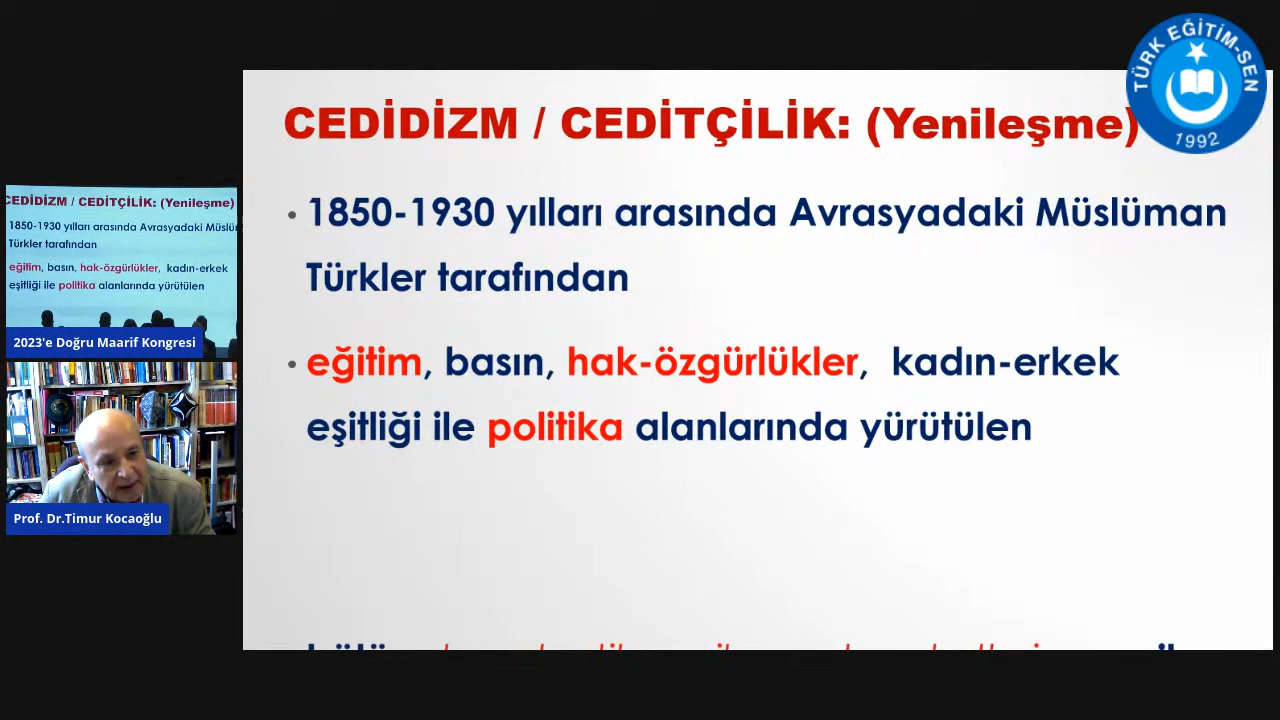 TÜRK EĞİTİM-SEN
1992
CEDİDİZM / CEDİTÇİLİK: (Yenileşme)
• 1850-1930 yılları arasında Avrasyadaki Müslüman
Türkler tarafından
• eğitim, basın, hak-özgürlükler, kadın-erkek
eşitliği ile politika alanlarında yürütülen
CEDİDİZM / CEDİTÇİLİK: (Yenileşme)
1850-1930 yılları arasında Avrasyadaki
Türkler tarafından
eğitim, basın, hak-özgürlükler, kadın-erkek
eşitliği ile politika alanlarında yürütülen
2023'e Doğru Maarif Kongresi
Prof. Dr.Timur Kocaoğlu